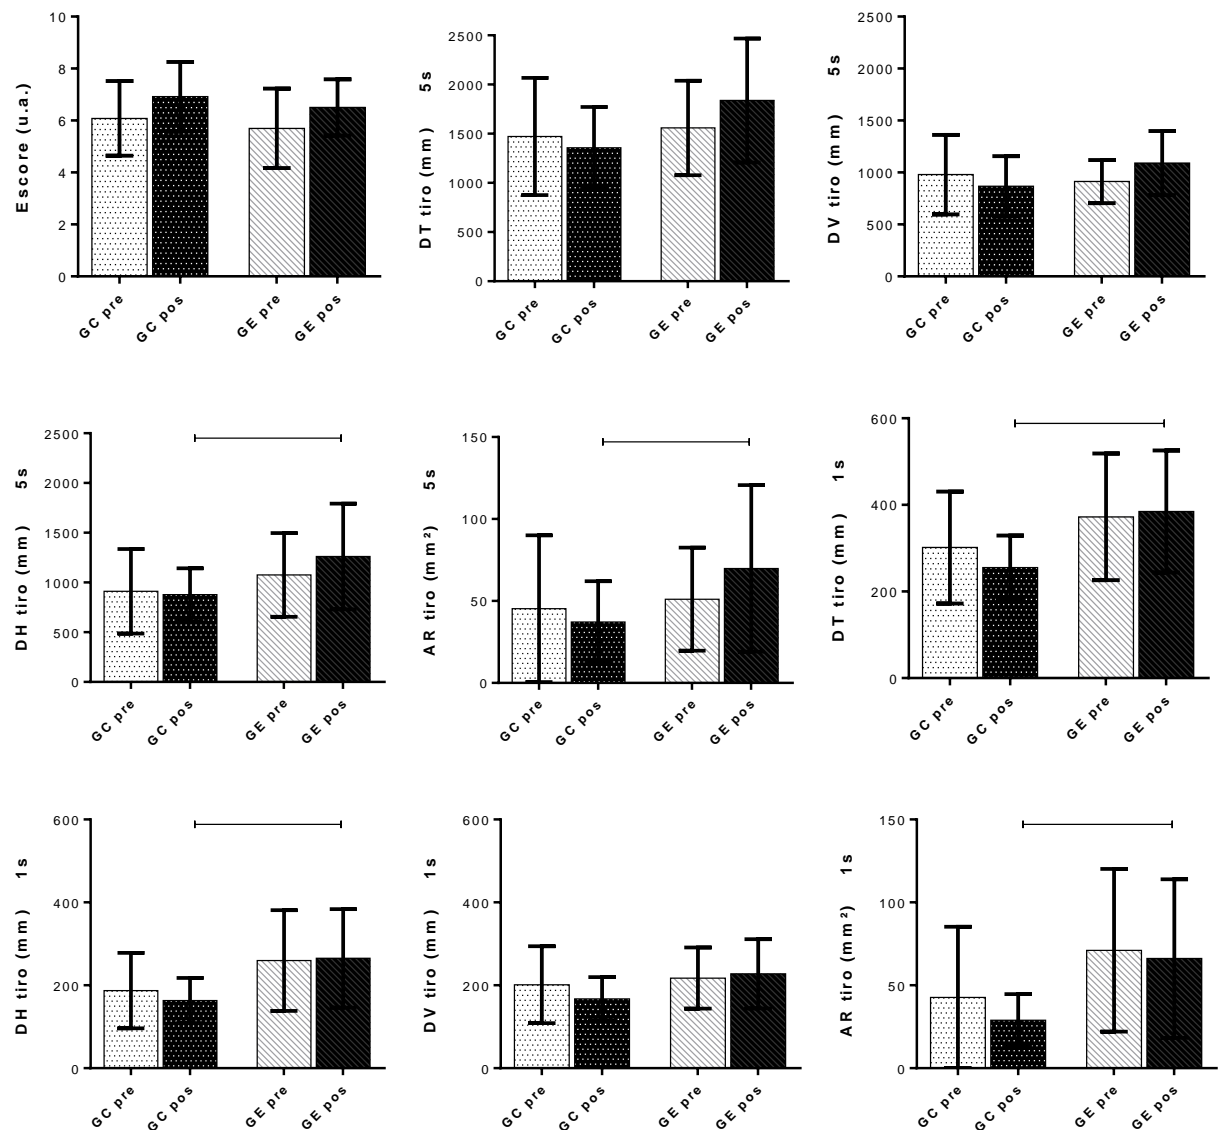 Escore (u.a.)
10
8
6
4
2
0
GC pre
GC pos
GE pre
GE pos
DT tiro (mm) 5s
2500
2000
1500
1000
500
0
GC pre
GC pos
GE pre
GE pos
DV tiro (mm) 5s
2500
2000
1500
1000
500
0
GC pre
GC pos
GE pre
GE pos
DH tiro (mm) 5s
2500
2000
1500
1000
500
0
GC pre
GC pos
GE pre
GE pos
AR tiro (mm²) 5s
150
100
50
0
GC pre
GC pos
GE pre
GE pos
DT tiro (mm) 1s
600
400
200
0
GC pre
GC pos
GE pre
GE pos
DH tiro (mm) 1s
600
400
200
0
GC pre
GC pos
GE pre
GE pos
DV tiro (mm) 1s
600
400
200
0
GC pre
GC pos
GE pre
GE pos
AR tiro (mm²) 1s
150
100
50
0
GC pre
GC pos
GE pre
GE pos